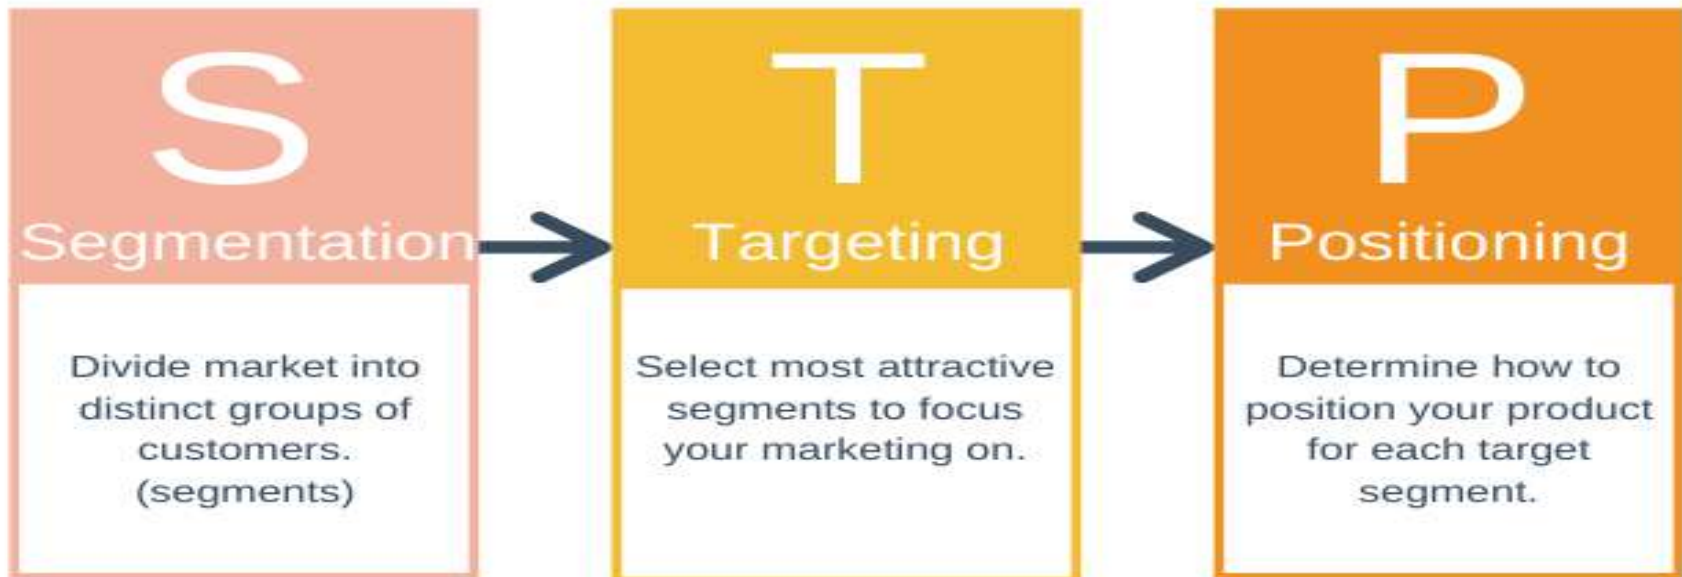 S
Segmentation
Divide market into
distinct groups of
customers.
(segments)
T
Targeting
Select most attractive
segments to focus
your marketing on.
P
Positioning
Determine how to
position your product
for each target
segment.